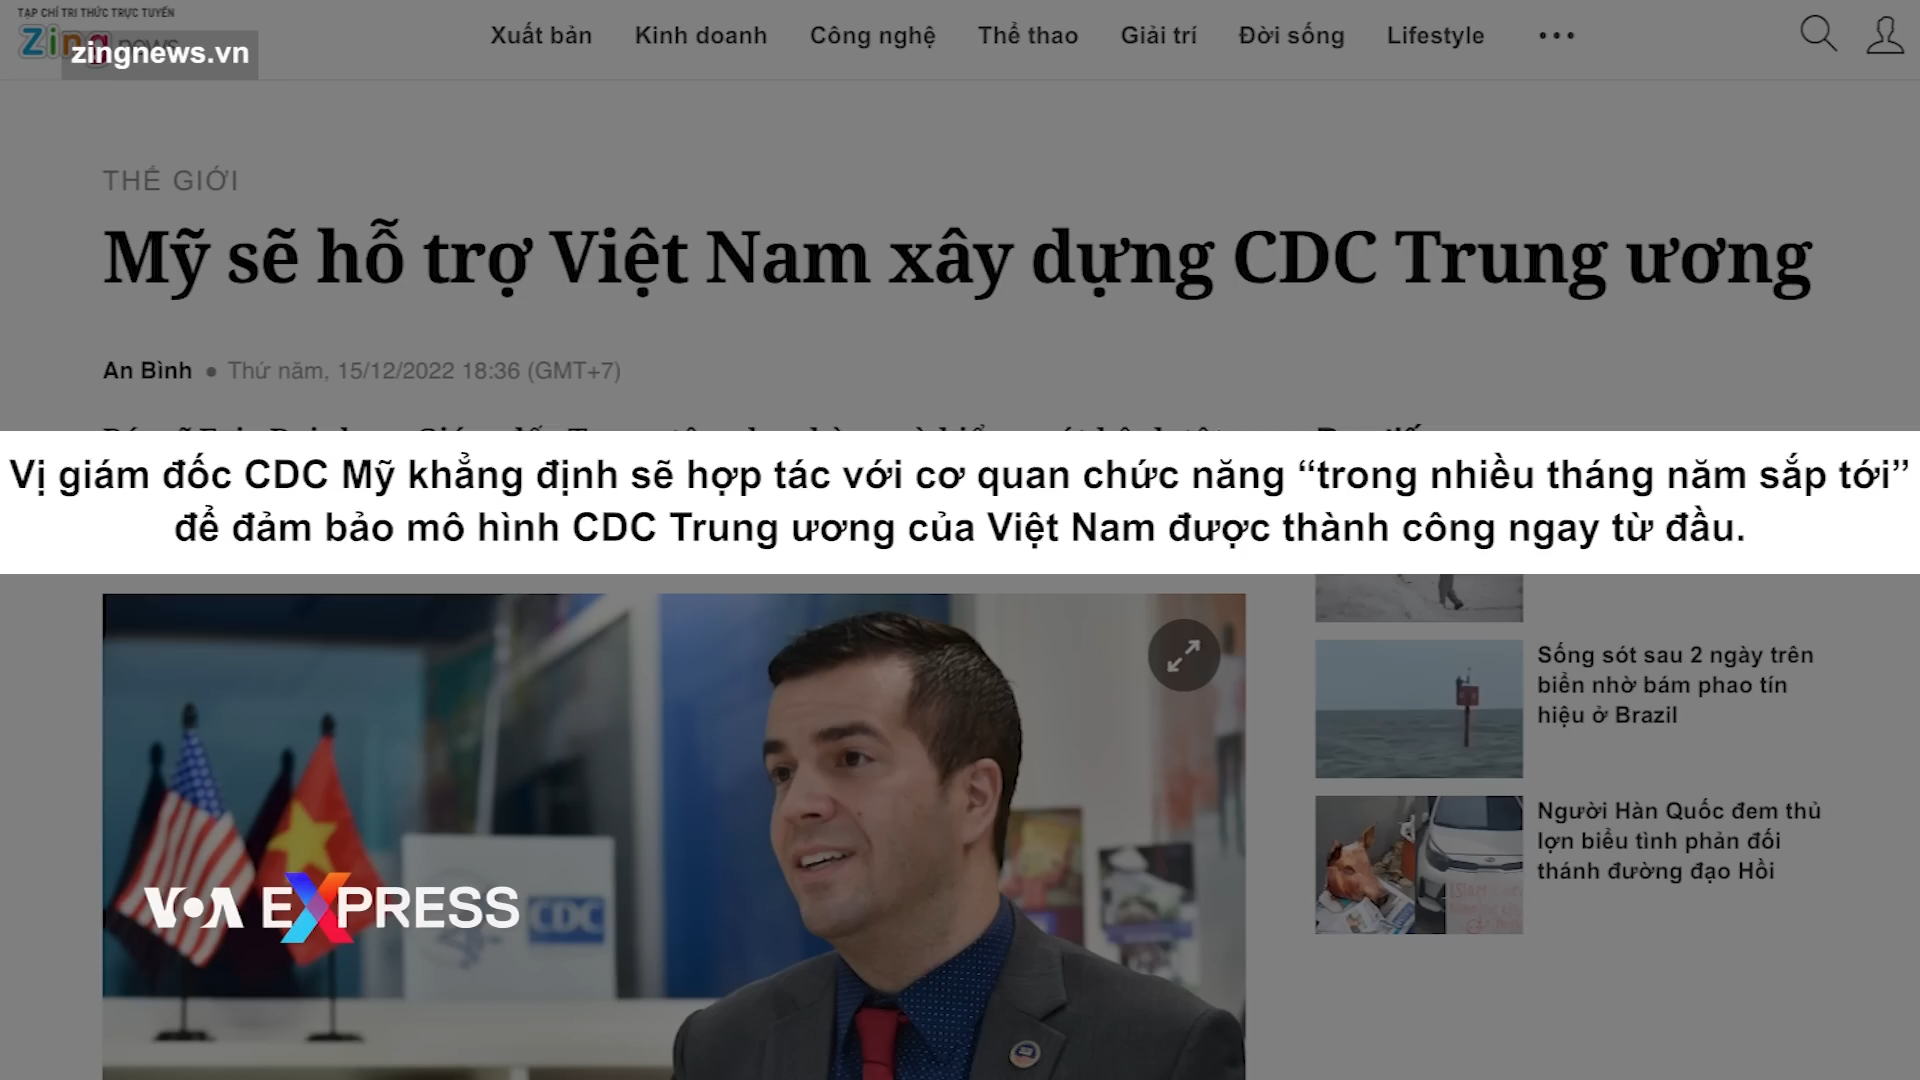 TẠP CHÍ TRI THỨC TRỰC TUYẾN
Zing news
zingnews.vn
Xuất bản Kinh doanh Công nghệ Thể thao Giải trí Đời sống Lifestyle
THẾ GIỚI
Mỹ sẽ hỗ trợ Việt Nam xây dựng CDC Trung ương
An Bình • Thứ năm, 15/12/2022 18:36 (GMT+7)
Vị giám đốc CDC Mỹ khẳng định sẽ hợp tác với cơ quan chức năng “trong nhiều tháng năm sắp tới”
để đảm bảo mô hình CDC Trung ương của Việt Nam được thành công ngay từ đầu.
Sống sót sau 2 ngày trên
biển nhờ bám phao tín
hiệu ở Brazil
Người Hàn Quốc đem thủ
lợn biểu tình phản đối
thánh đường đạo Hồi
VOA EXPRESS
CDC